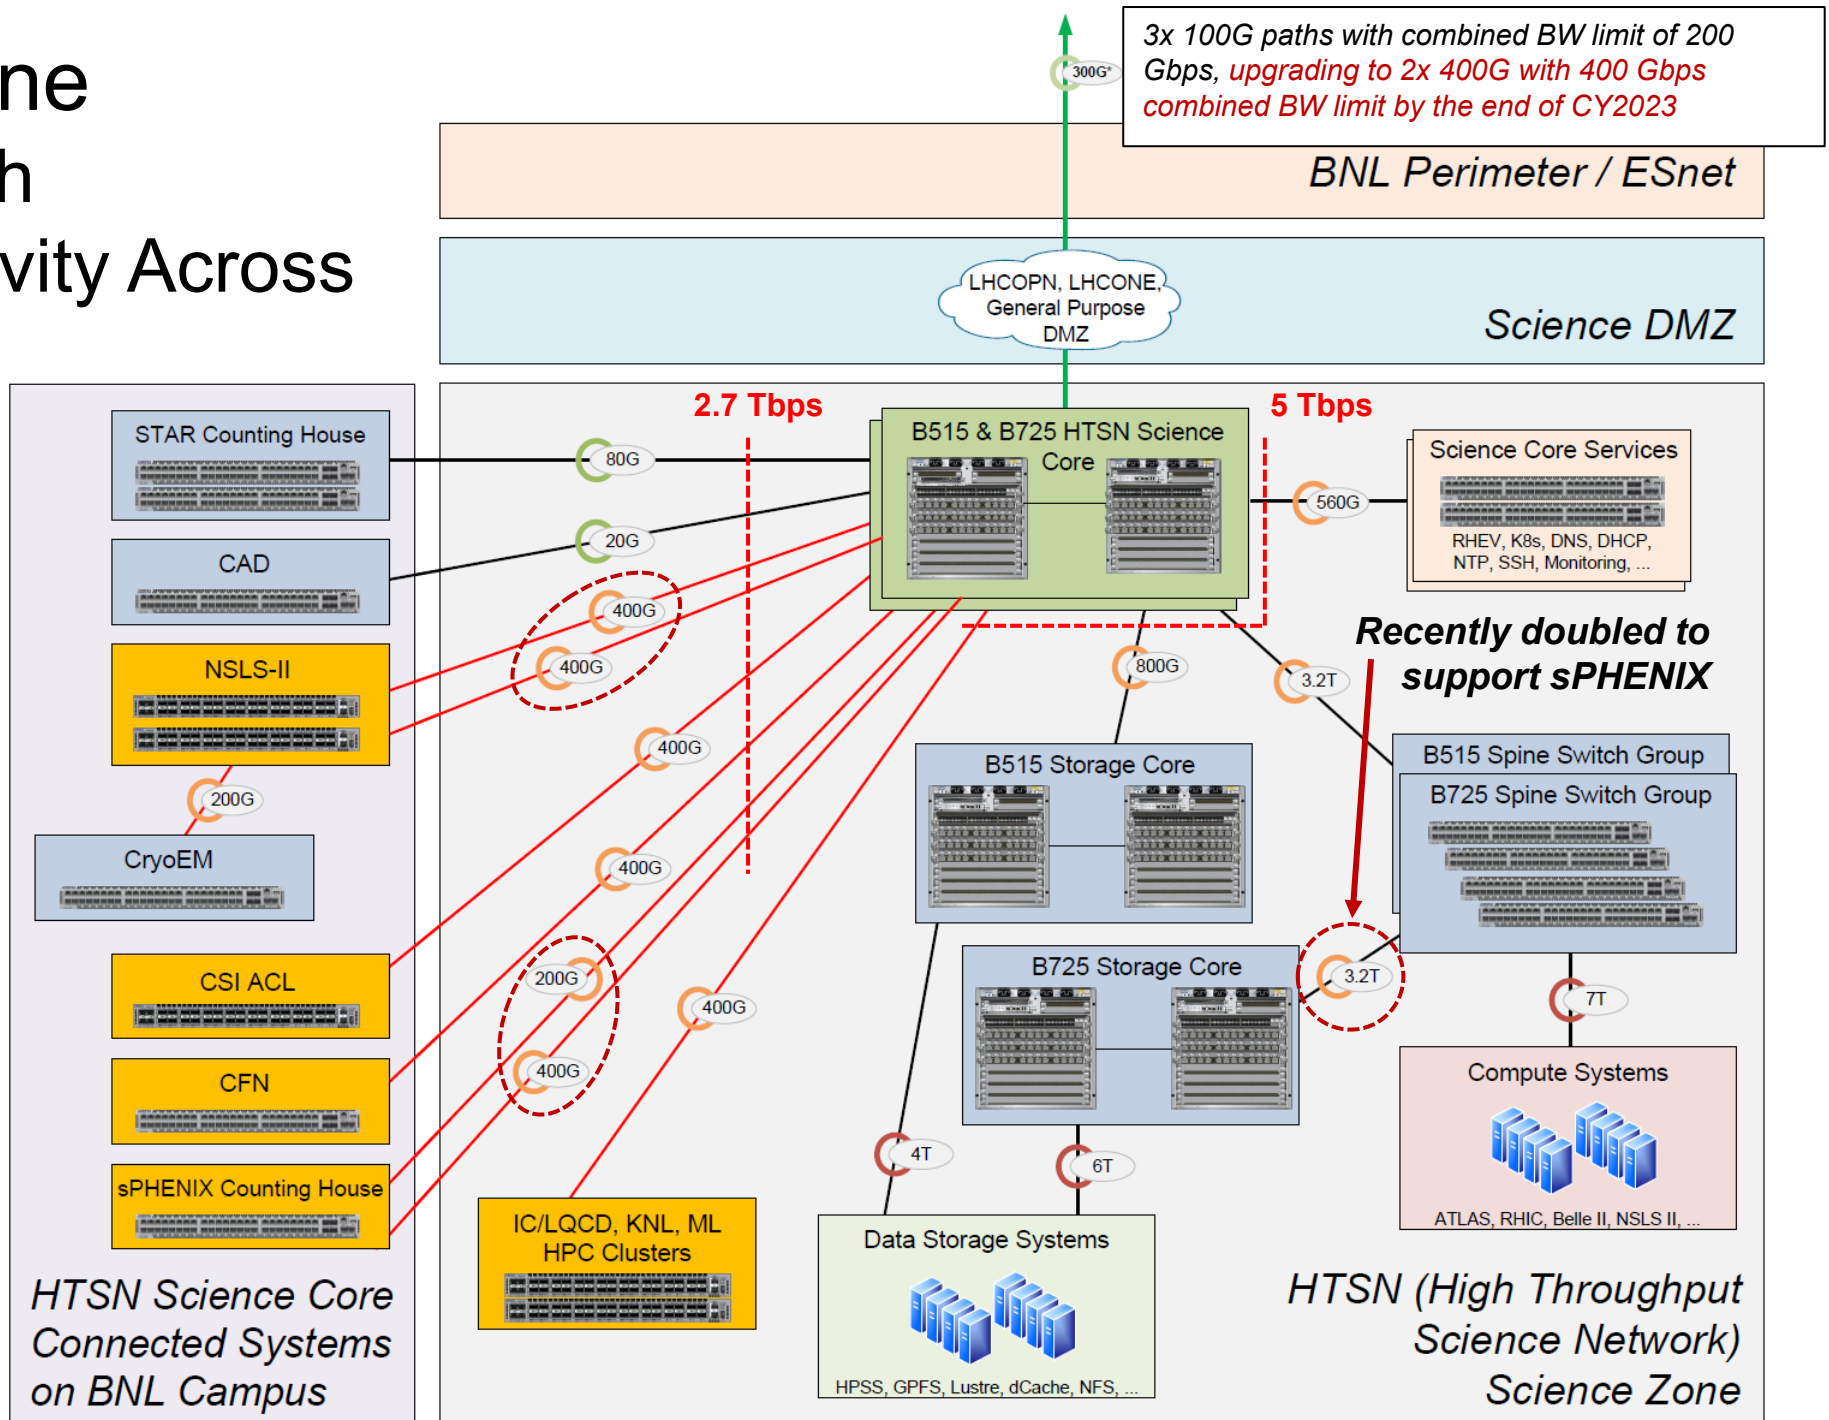 ne
h
vity Across
3x 100G paths with combined BW limit of 200
Gbps, upgrading to 2x 400G with 400 Gbps
combined BW limit by the end of CY2023
300G*
BNL Perimeter / ESnet
LHCOPN, LHCONE,
General Purpose
DMZ
Science DMZ
2.7 Tbps
5 Tbps
STAR Counting House
80G
B515 & B725 HTSN Science
Core
Science Core Services
560G
RHEV, K8s, DNS, DHCP,
NTP, SSH, Monitoring, ...
CAD
20G
NSLS-II
400G
400G
Recently doubled to
support sPHENIX
800G
3.2T
400G
200G
CryoEM
B515 Storage Core
B515 Spine Switch Group
B725 Spine Switch Group
400G
CSI ACL
200G
400G
B725 Storage Core
3.2T
7T
CFN
400G
Compute Systems
4T
6T
sPHENIX Counting House
IC/LQCD, KNL, ML
HPC Clusters
Data Storage Systems
ATLAS, RHIC, Belle II, NSLS II, ...
HPSS, GPFS, Lustre, dCache, NFS, ...
HTSN Science Core
Connected Systems
on BNL Campus
HTSN (High Throughput
Science Network)
Science Zone